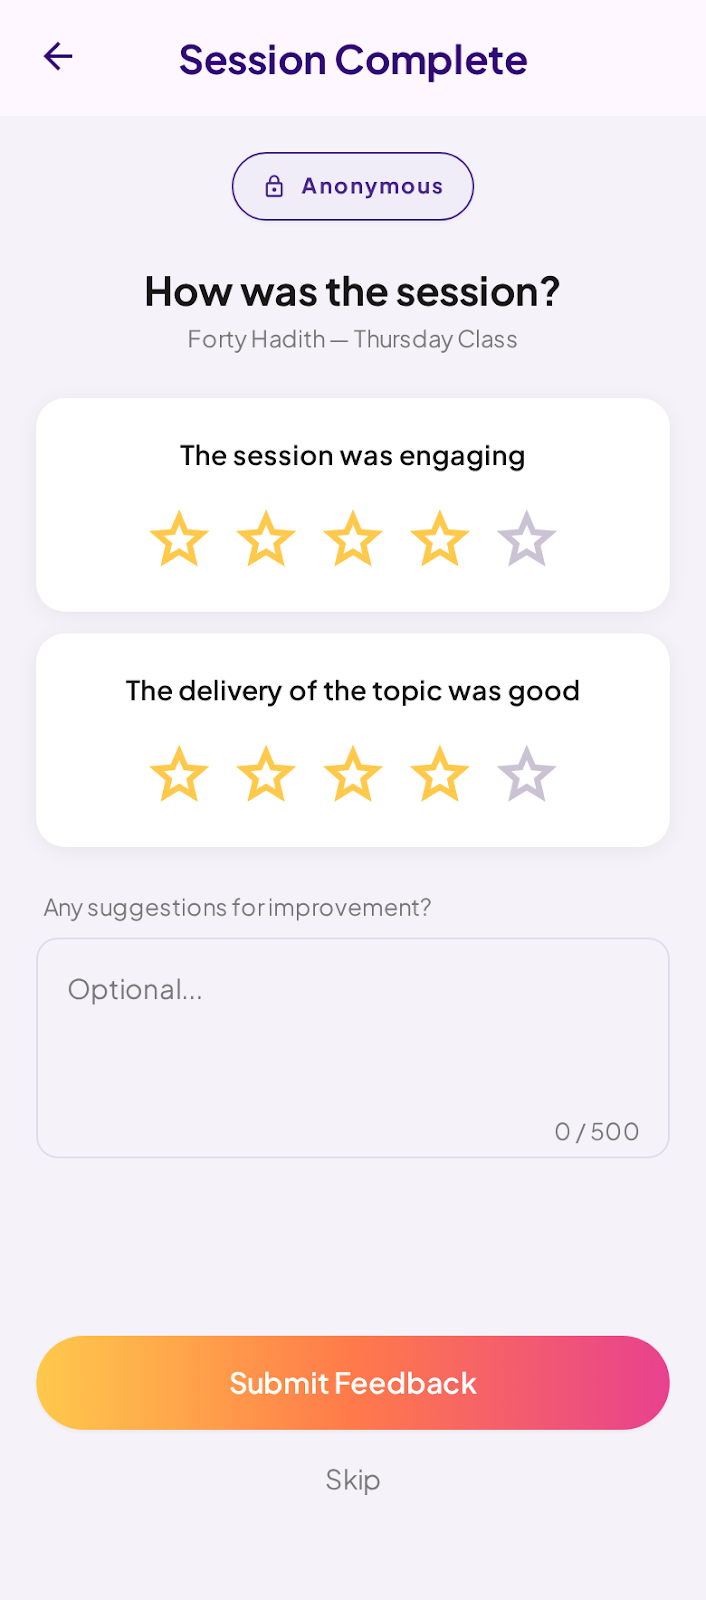 Session Complete
Anonymous
How was the session?
Forty Hadith — Thursday Class
The session was engaging
The delivery of the topic was good
Any suggestions for improvement?
Optional...
0 / 500
Submit Feedback
Skip